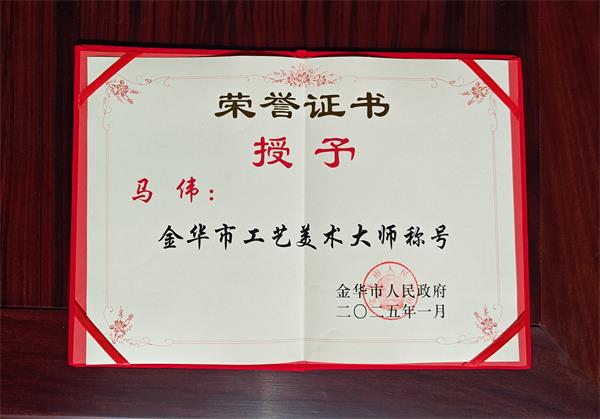 荣誉证书
授予
马伟：
金华市工艺美术大师称号
金华市人民政府
二〇二五年一月